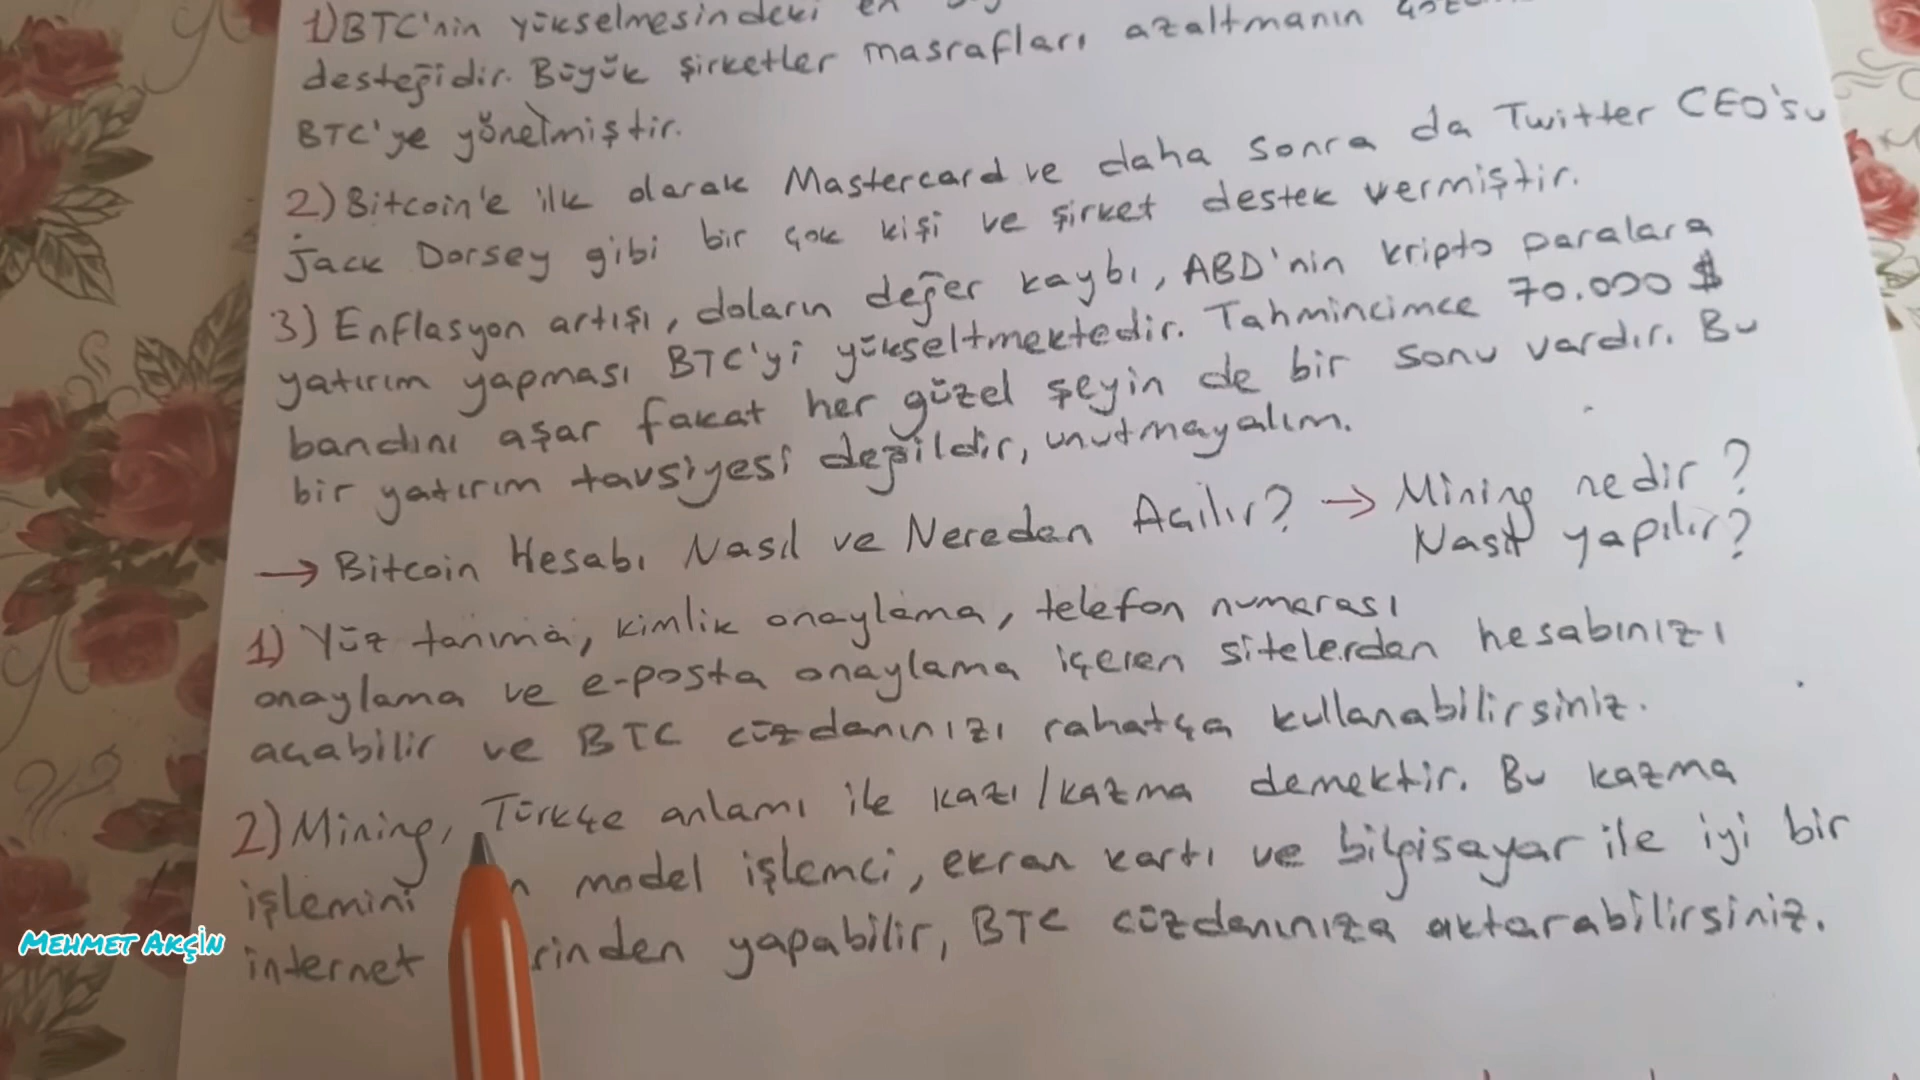 1) BTC'nin yükselmesindeki en
desteğidir. Büyük şirketler masrafları azaltmanın
BTC'ye yönelmiştir.
2) Bitcoin'e ilk olarak Mastercard ve daha sonra da Twitter CEO'su
Jack Dorsey gibi bir çok kişi ve şirket destek vermiştir.
3) Enflasyon artışı, doların değer kaybı, ABD'nin kripto paralara
yatırım yapması BTC'yi yükseltmektedir. Tahmincimce 70.000 $
bandını aşar fakat her güzel şeyin de bir sonu vardır. Bu
bir yatırım tavsiyesi değildir, unutmayalım.
→ Bitcoin Hesabı Nasıl ve Nereden Açılır? → Mining nedir?
Nasıl yapılır?
1) Yüz tanıma, kimlik onaylama, telefon numarası
onaylama ve e-posta onaylama içeren sitelerden hesabınızı
açabilir ve BTC cüzdanınızı rahatça kullanabilirsiniz.
2) Mining, Türkçe anlamı ile kazı/kazma demektir. Bu kazma
işlemini model işlemci, ekran kartı ve bilgisayar ile iyi bir
internet yapabilir, BTC cüzdanınıza aktarabilirsiniz.
MEHMET AKÇİN